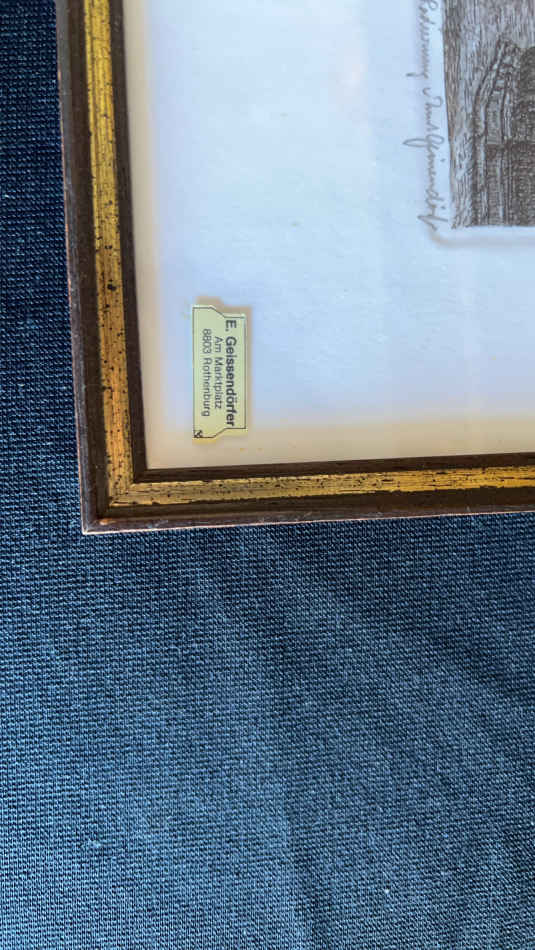 E. Geissendörfer
Am Marktplatz
8803 Rothenburg